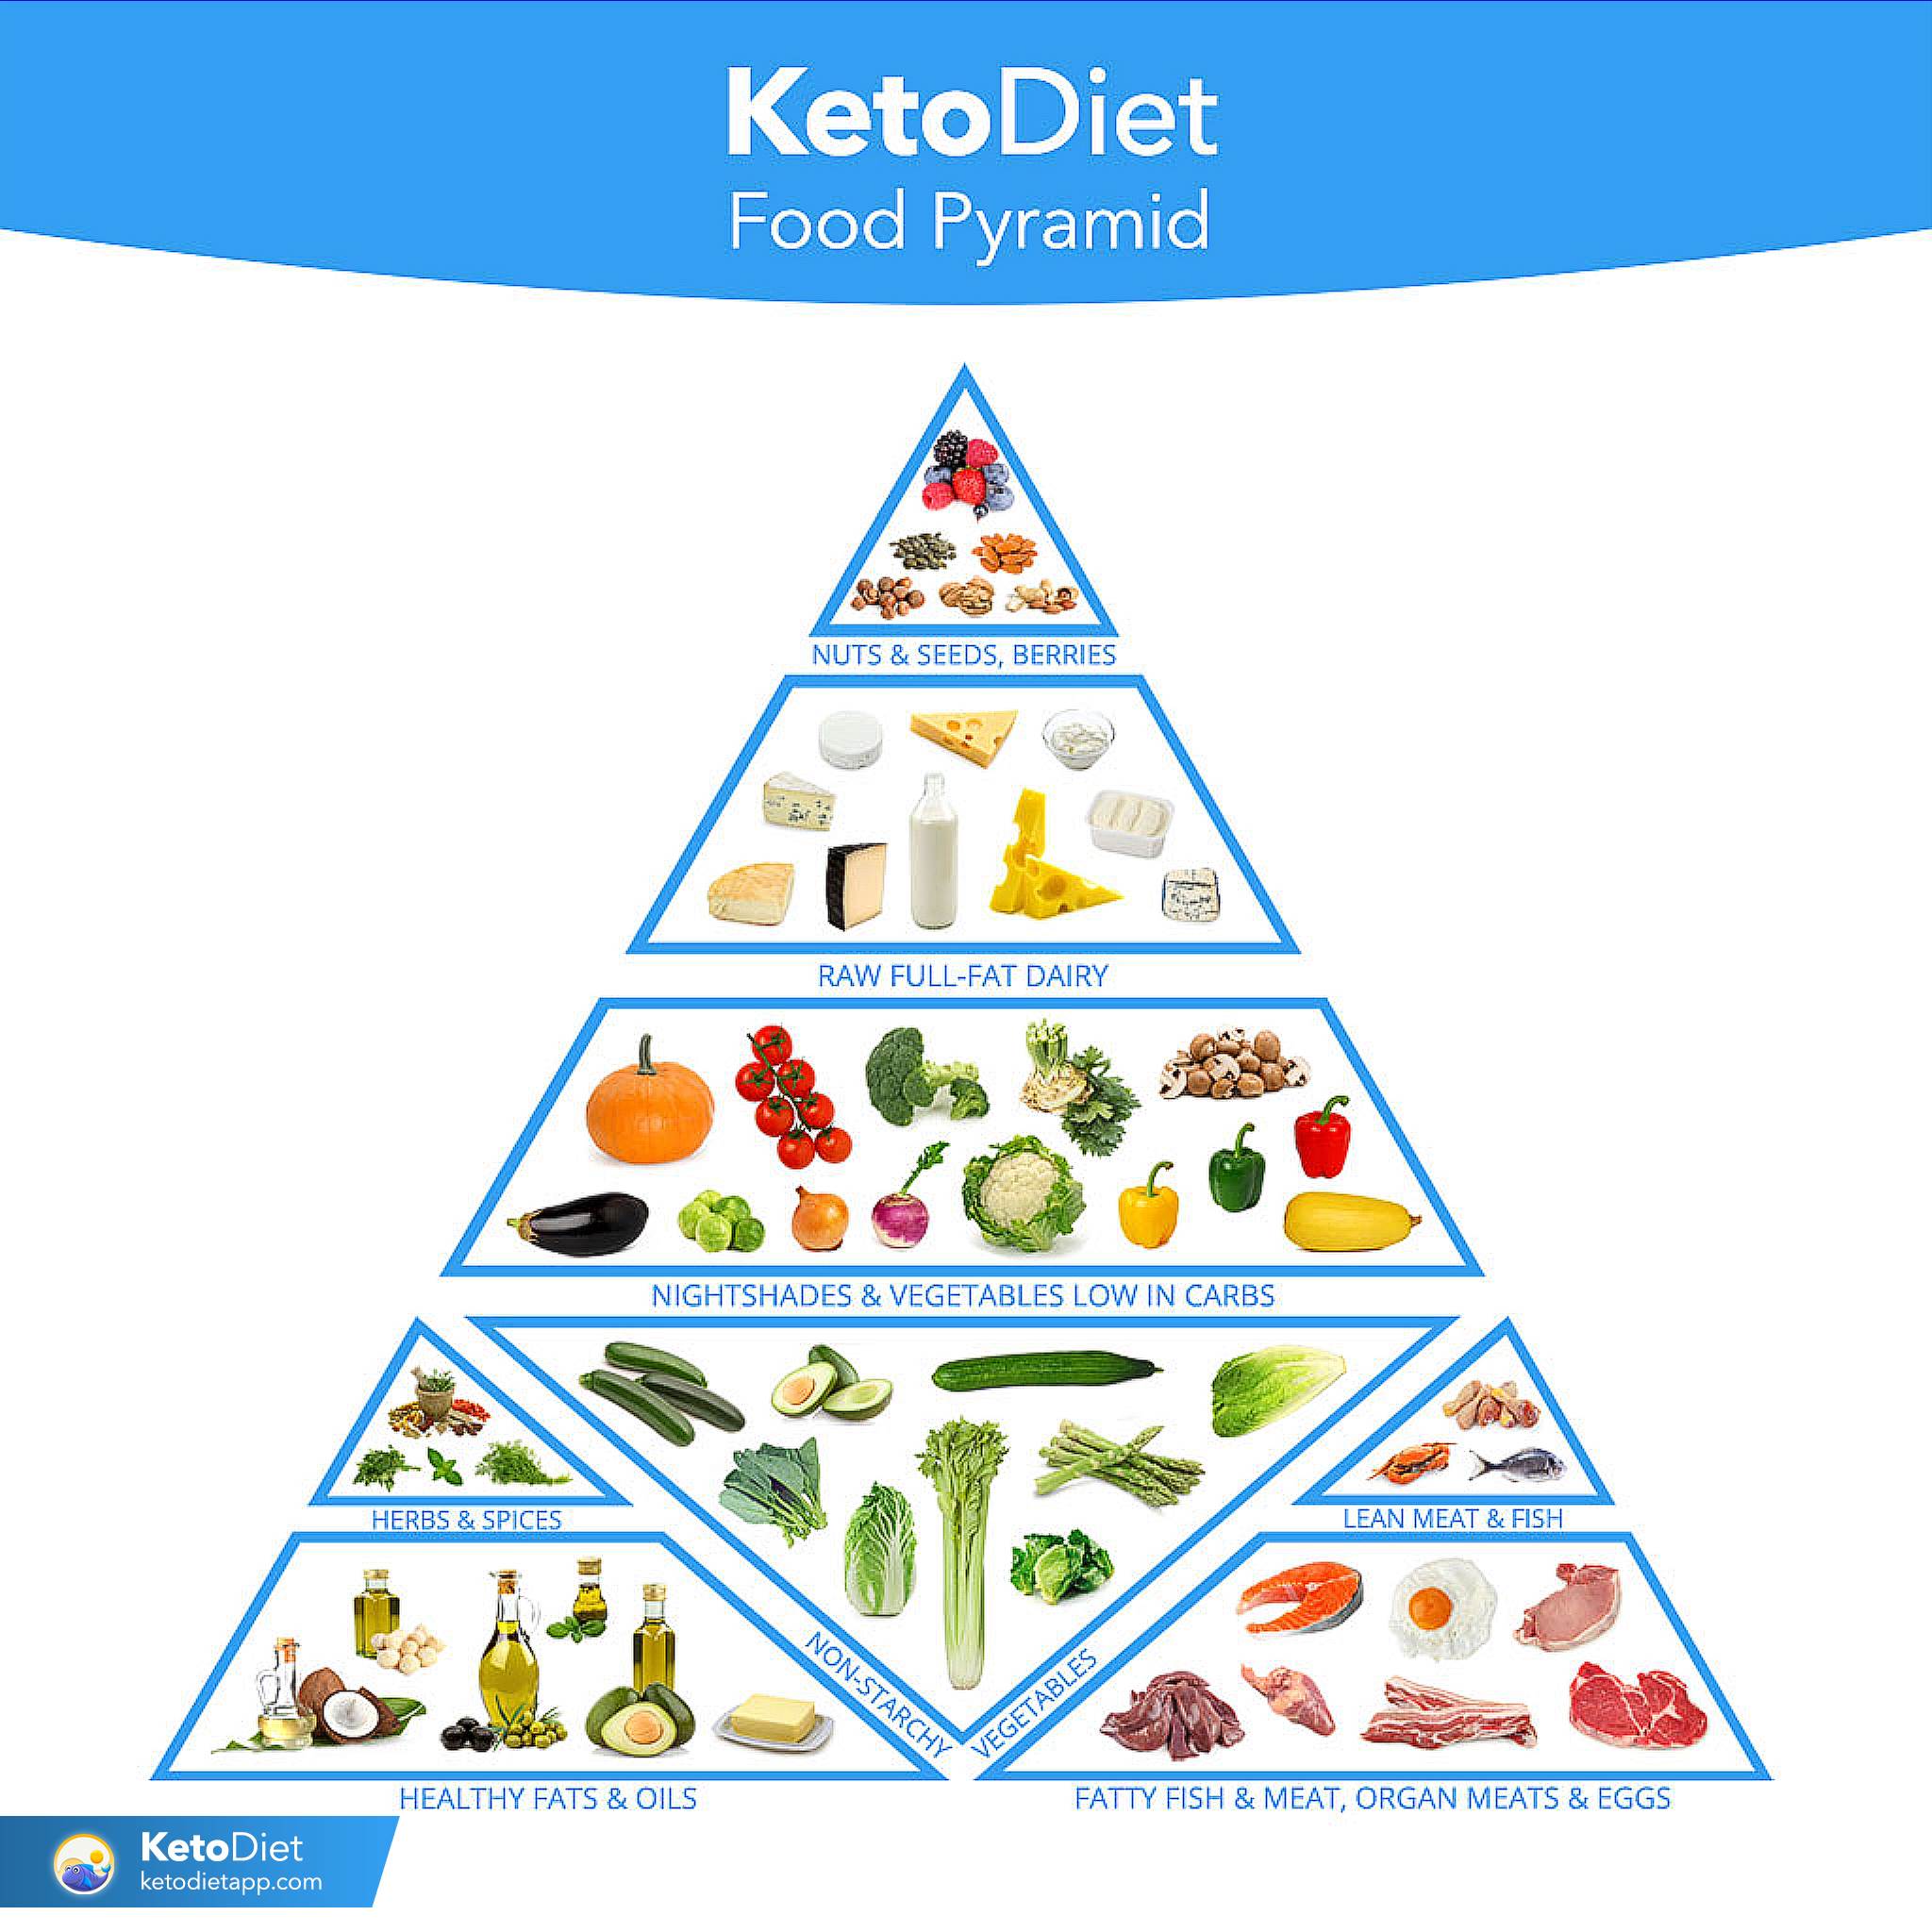 KetoDiet
Food Pyramid
NUTS & SEEDS, BERRIES
RAW FULL-FAT DAIRY
NIGHTSHADES & VEGETABLES LOW IN CARBS
HERBS & SPICES
LEAN MEAT & FISH
NON-STARCHY
VEGETABLES
HEALTHY FATS & OILS
FATTY FISH & MEAT, ORGAN MEATS & EGGS
KetoDiet
ketodietapp.com